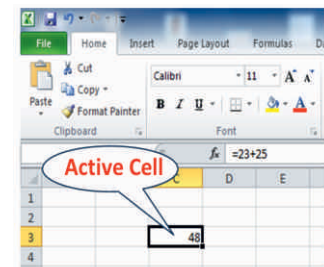 File Home Insert Page Layout Formulas D
Cut
Copy
Paste
Format Painter
Clipboard
Calibri 11 A A
B I U A
Font
fx =23+25
Active Cell
C D E
1
2
3 48
4